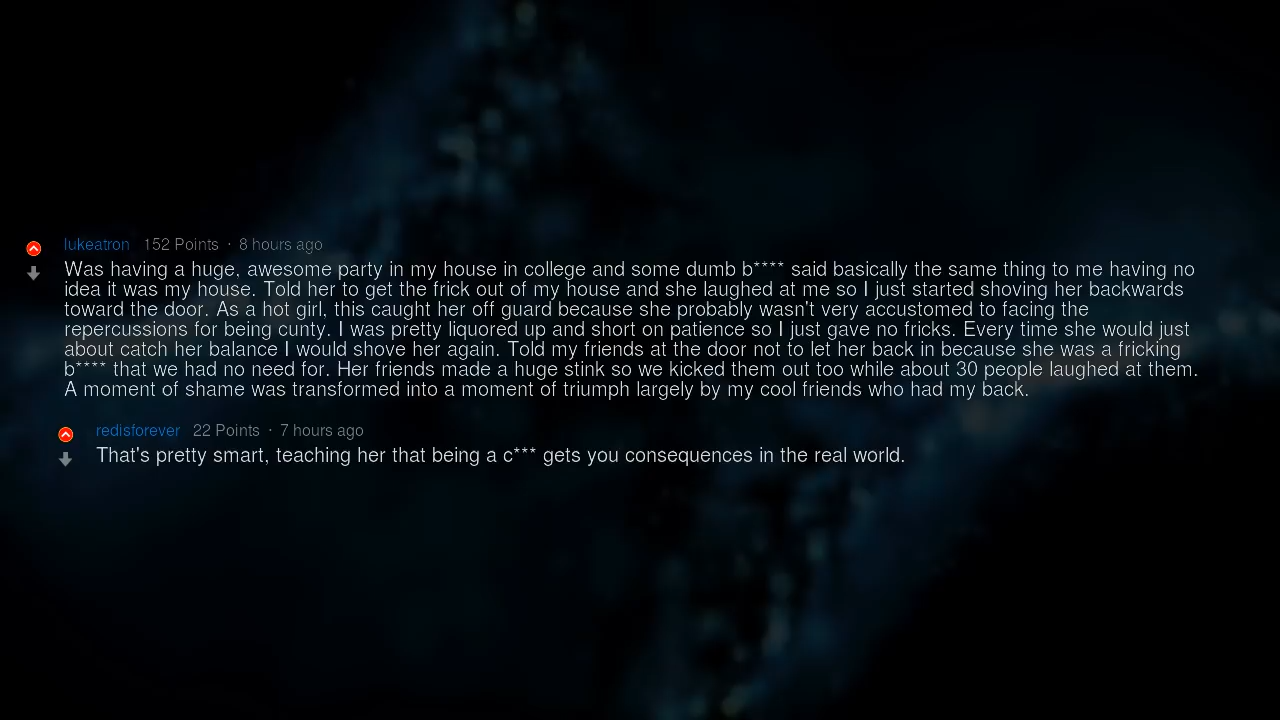 lukeatron 152 Points · 8 hours ago
Was having a huge, awesome party in my house in college and some dumb b**** said basically the same thing to me having no
idea it was my house. Told her to get the frick out of my house and she laughed at me so I just started shoving her backwards
toward the door. As a hot girl, this caught her off guard because she probably wasn't very accustomed to facing the
repercussions for being cunty. I was pretty liquored up and short on patience so I just gave no fricks. Every time she would just
about catch her balance I would shove her again. Told my friends at the door not to let her back in because she was a fricking
b**** that we had no need for. Her friends made a huge stink so we kicked them out too while about 30 people laughed at them.
A moment of shame was transformed into a moment of triumph largely by my cool friends who had my back.
redisforever 22 Points · 7 hours ago
That's pretty smart, teaching her that being a c*** gets you consequences in the real world.